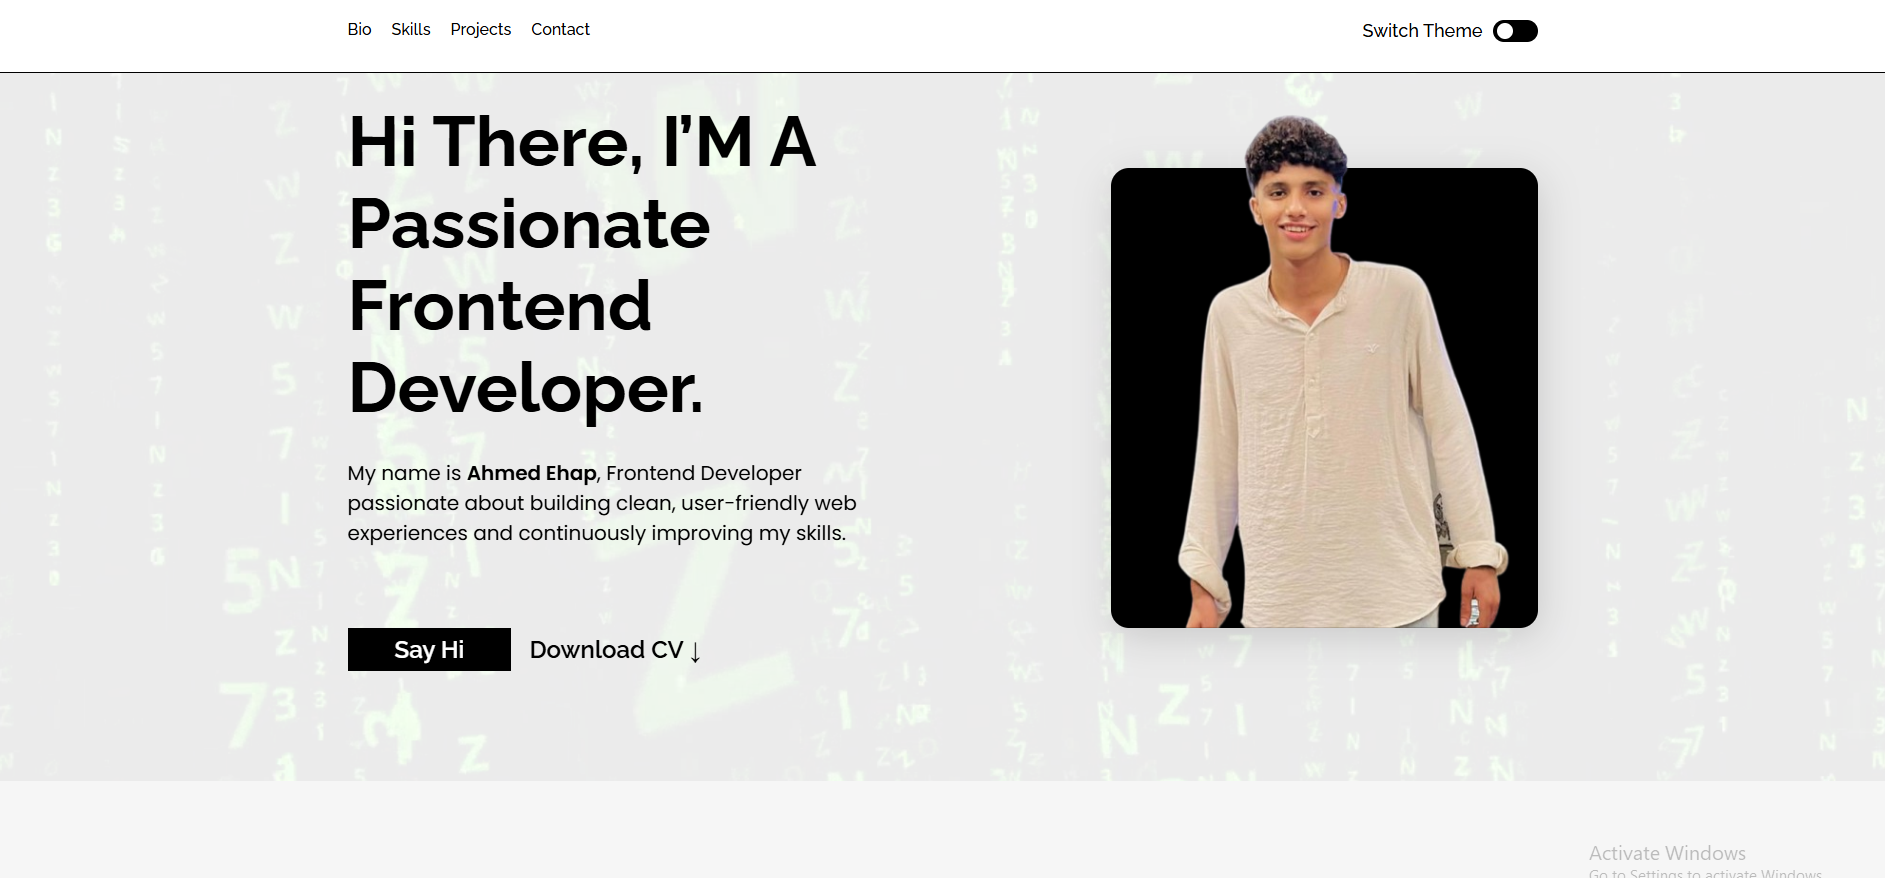 Bio Skills Projects Contact
Switch Theme
Hi There, I’M A
Passionate
Frontend
Developer.
My name is Ahmed Ehap, Frontend Developer
passionate about building clean, user-friendly web
experiences and continuously improving my skills.
Say Hi
Download CV ↓
Activate Windows
Go to Settings to activate Windows.